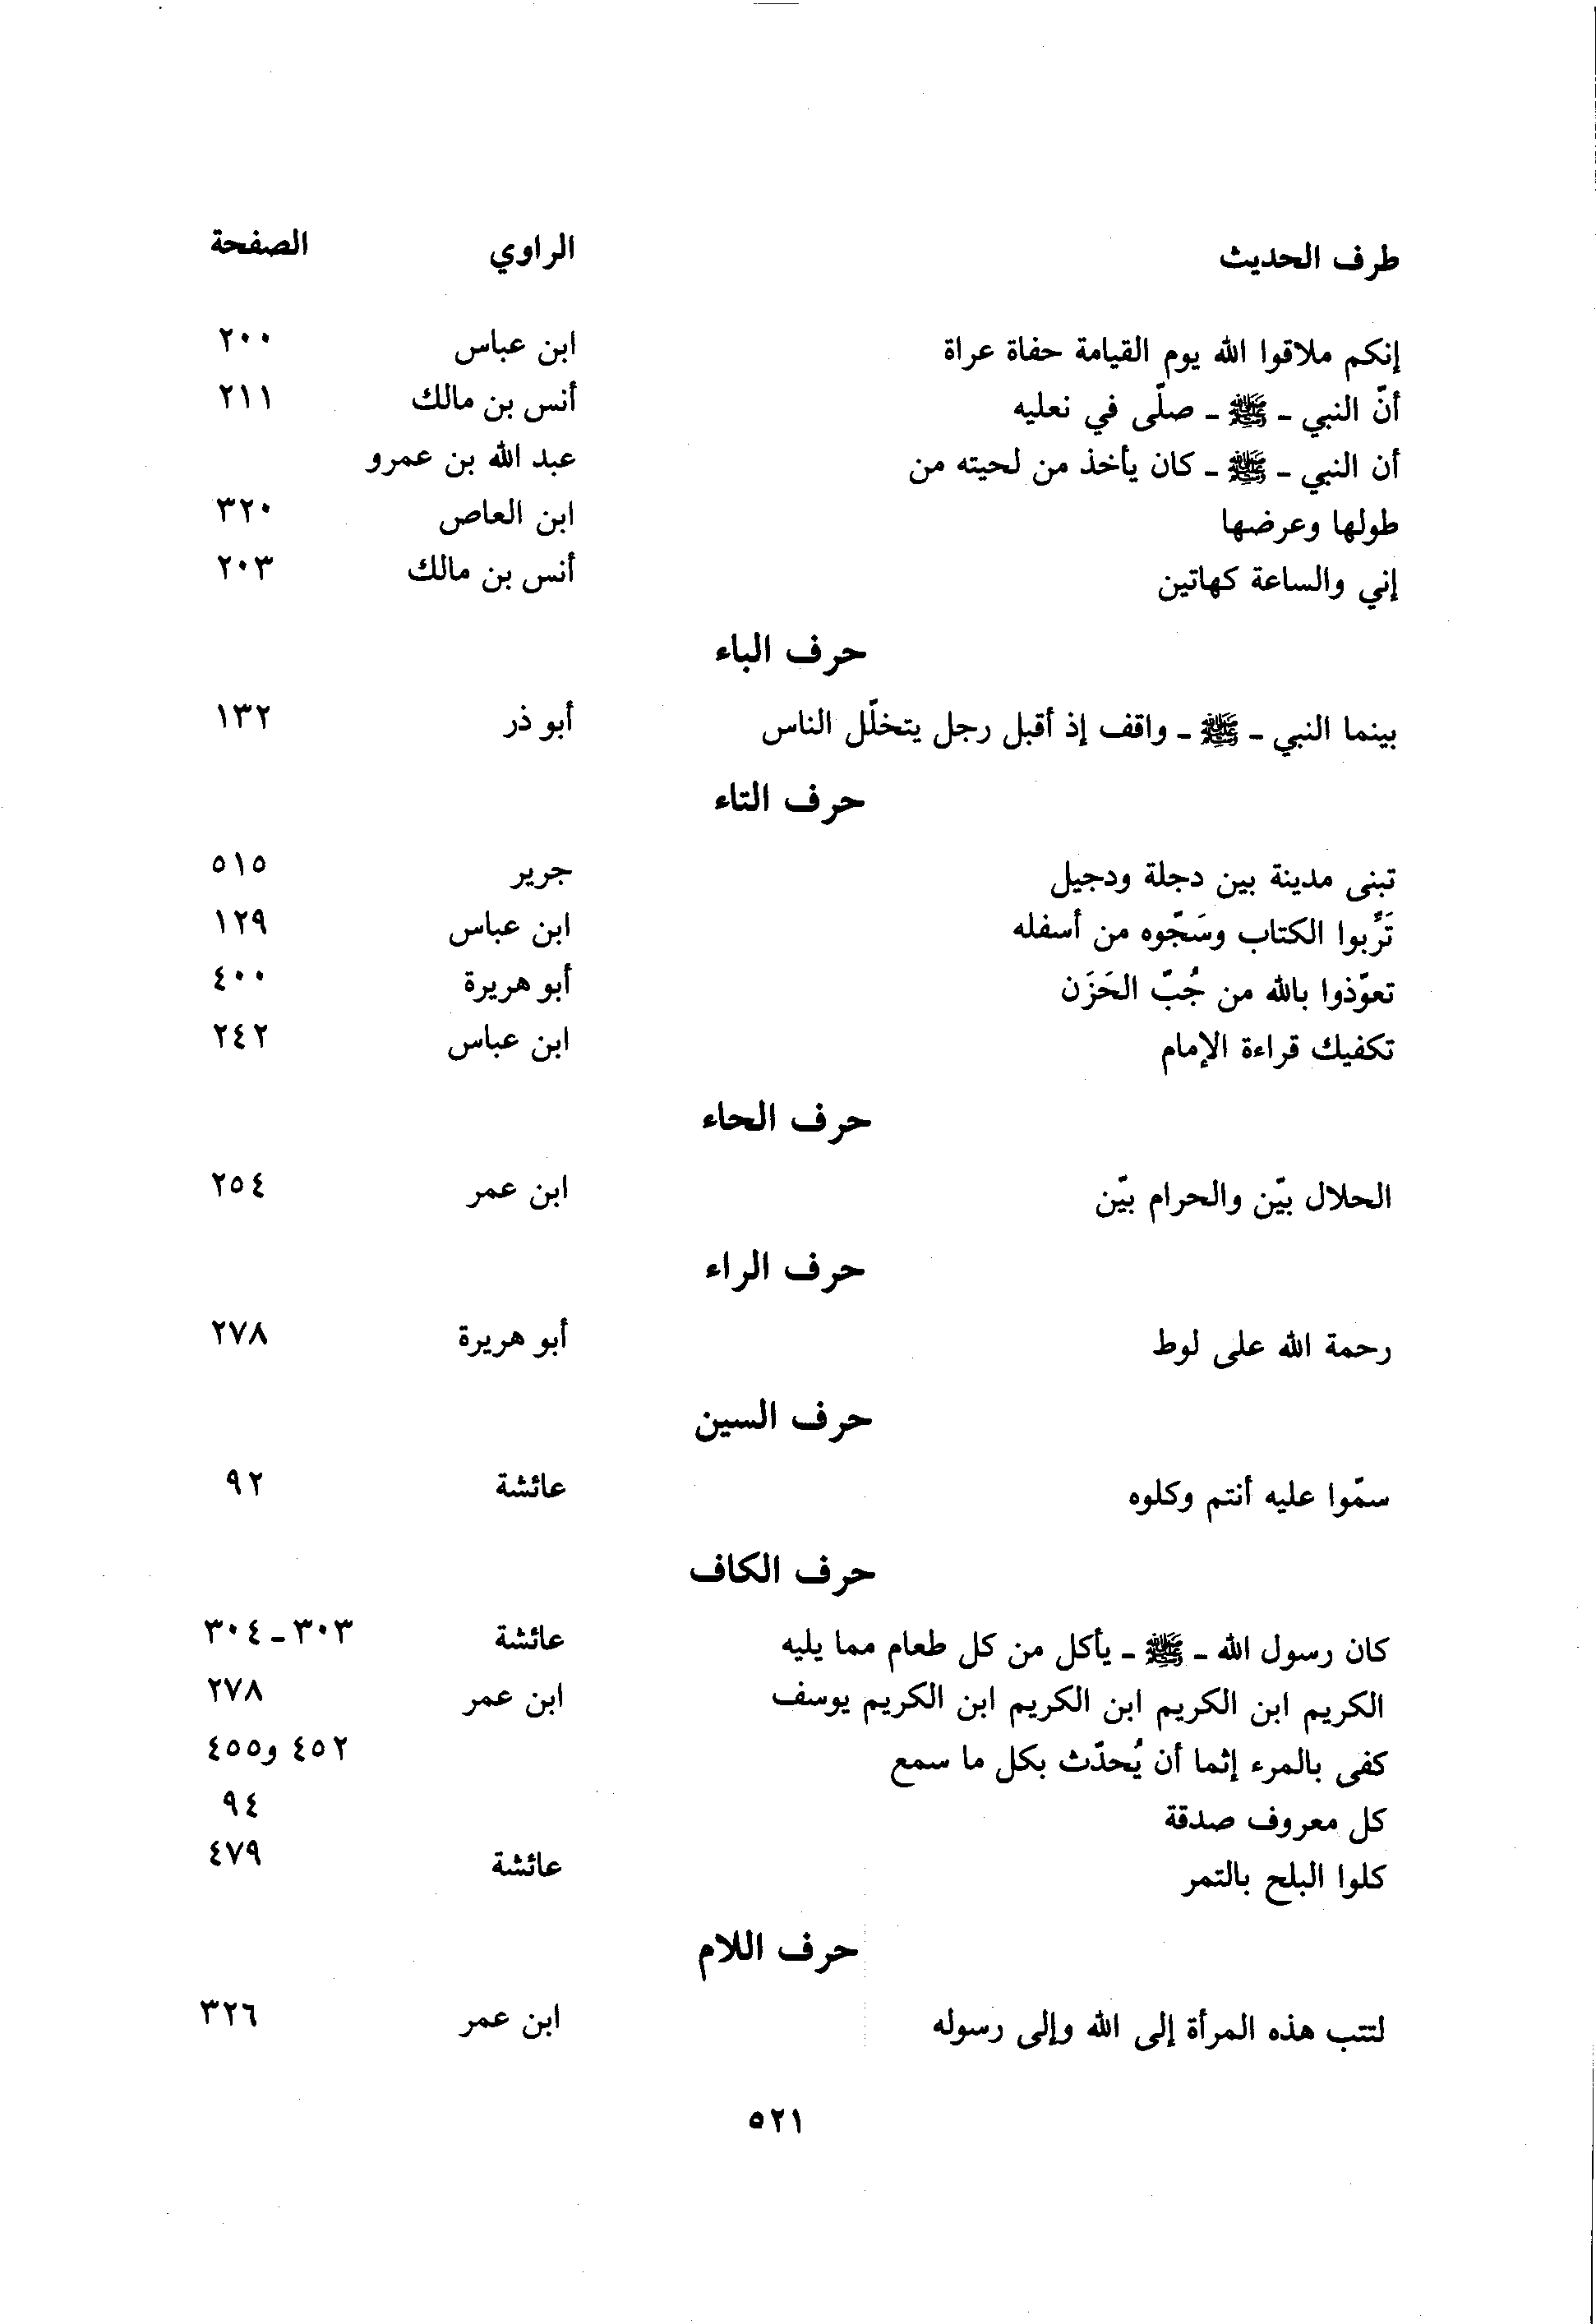 طرف الحديث الراوي الصفحة
إنكم ملاقوا الله يوم القيامة حفاة عراة ابن عباس ٢٠٠
أنّ النبي - ﷺ - صلّى في نعليه أنس بن مالك ٢١١
أن النبي - ﷺ - كان يأخذ من لحيته من عبد الله بن عمرو
طولها وعرضها ابن العاص ٣٢٠
إني والساعة كهاتين أنس بن مالك ٢٠٣
حرف الباء
بينما النبي - ﷺ - واقف إذ أقبل رجل يتخلّل الناس أبو ذر ١٣٢
حرف التاء
تبنى مدينة بين دجلة ودجيل جرير ٥١٥
تَرِّبوا الكتاب وسَحّوه من أسفله ابن عباس ١٢٩
تعوّذوا بالله من جُبّ الحَزَن أبو هريرة ٤٠٠
تكفيك قراءة الإمام ابن عباس ٢٤٢
حرف الحاء
الحلال بيّن والحرام بيّن ابن عمر ٢٥٤
حرف الراء
رحمة الله على لوط أبو هريرة ٢٧٨
حرف السين
سمّوا عليه أنتم وكلوه عائشة ٩٢
حرف الكاف
كان رسول الله - ﷺ - يأكل من كل طعام مما يليه عائشة ٣٠٣ - ٣٠٤
الكريم ابن الكريم ابن الكريم ابن الكريم يوسف ابن عمر ٢٧٨
كفى بالمرء إثما أن يُحدّث بكل ما سمع ٤٥٢ و٤٥٥
كل معروف صدقة ٩٤
كلوا البلح بالتمر عائشة ٤٧٩
حرف اللام
لتتب هذه المرأة إلى الله وإلى رسوله ابن عمر ٣٢٦
٥٢١